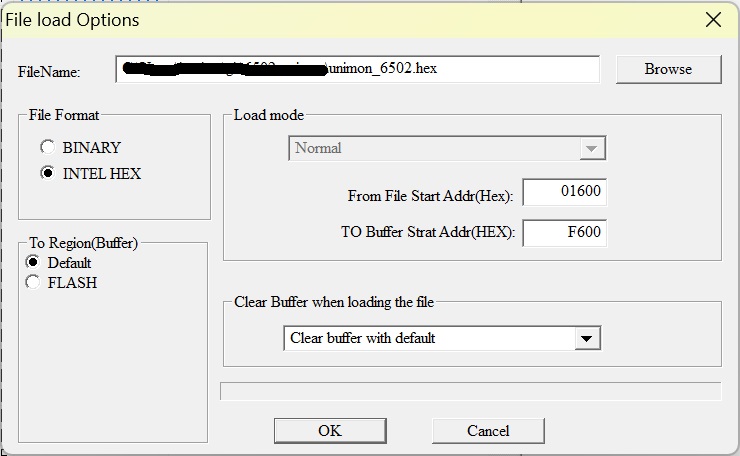 File load Options
FileName:
unimon_6502.hex
Browse
File Format
BINARY
INTEL HEX
Load mode
Normal
From File Start Addr(Hex):
01600
TO Buffer Strat Addr(HEX):
F600
To Region(Buffer)
Default
FLASH
Clear Buffer when loading the file
Clear buffer with default
OK
Cancel